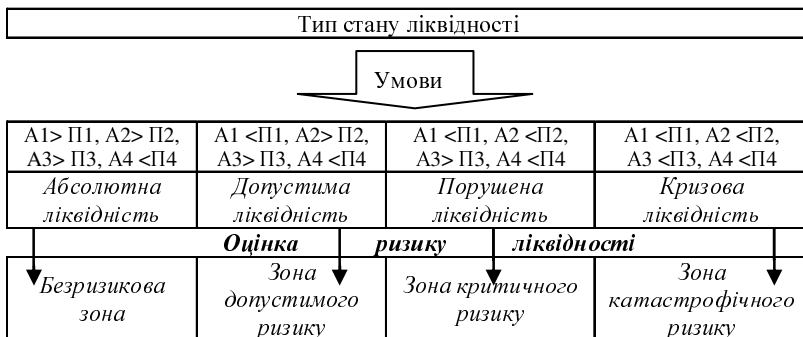 Тип стану ліквідності
Умови
А1> П1, А2> П2,
А3> П3, А4 <П4
А1 <П1, А2> П2,
А3> П3, А4 <П4
А1 <П1, А2 <П2,
А3> П3, А4 <П4
А1 <П1, А2 <П2,
А3 <П3, А4 <П4
Абсолютна
ліквідність
Допустима
ліквідність
Порушена
ліквідність
Кризова
ліквідність
Оцінка ризику ліквідності
Безризикова
зона
Зона
допустимого
ризику
Зона критичного
ризику
Зона
катастрофічного
ризику